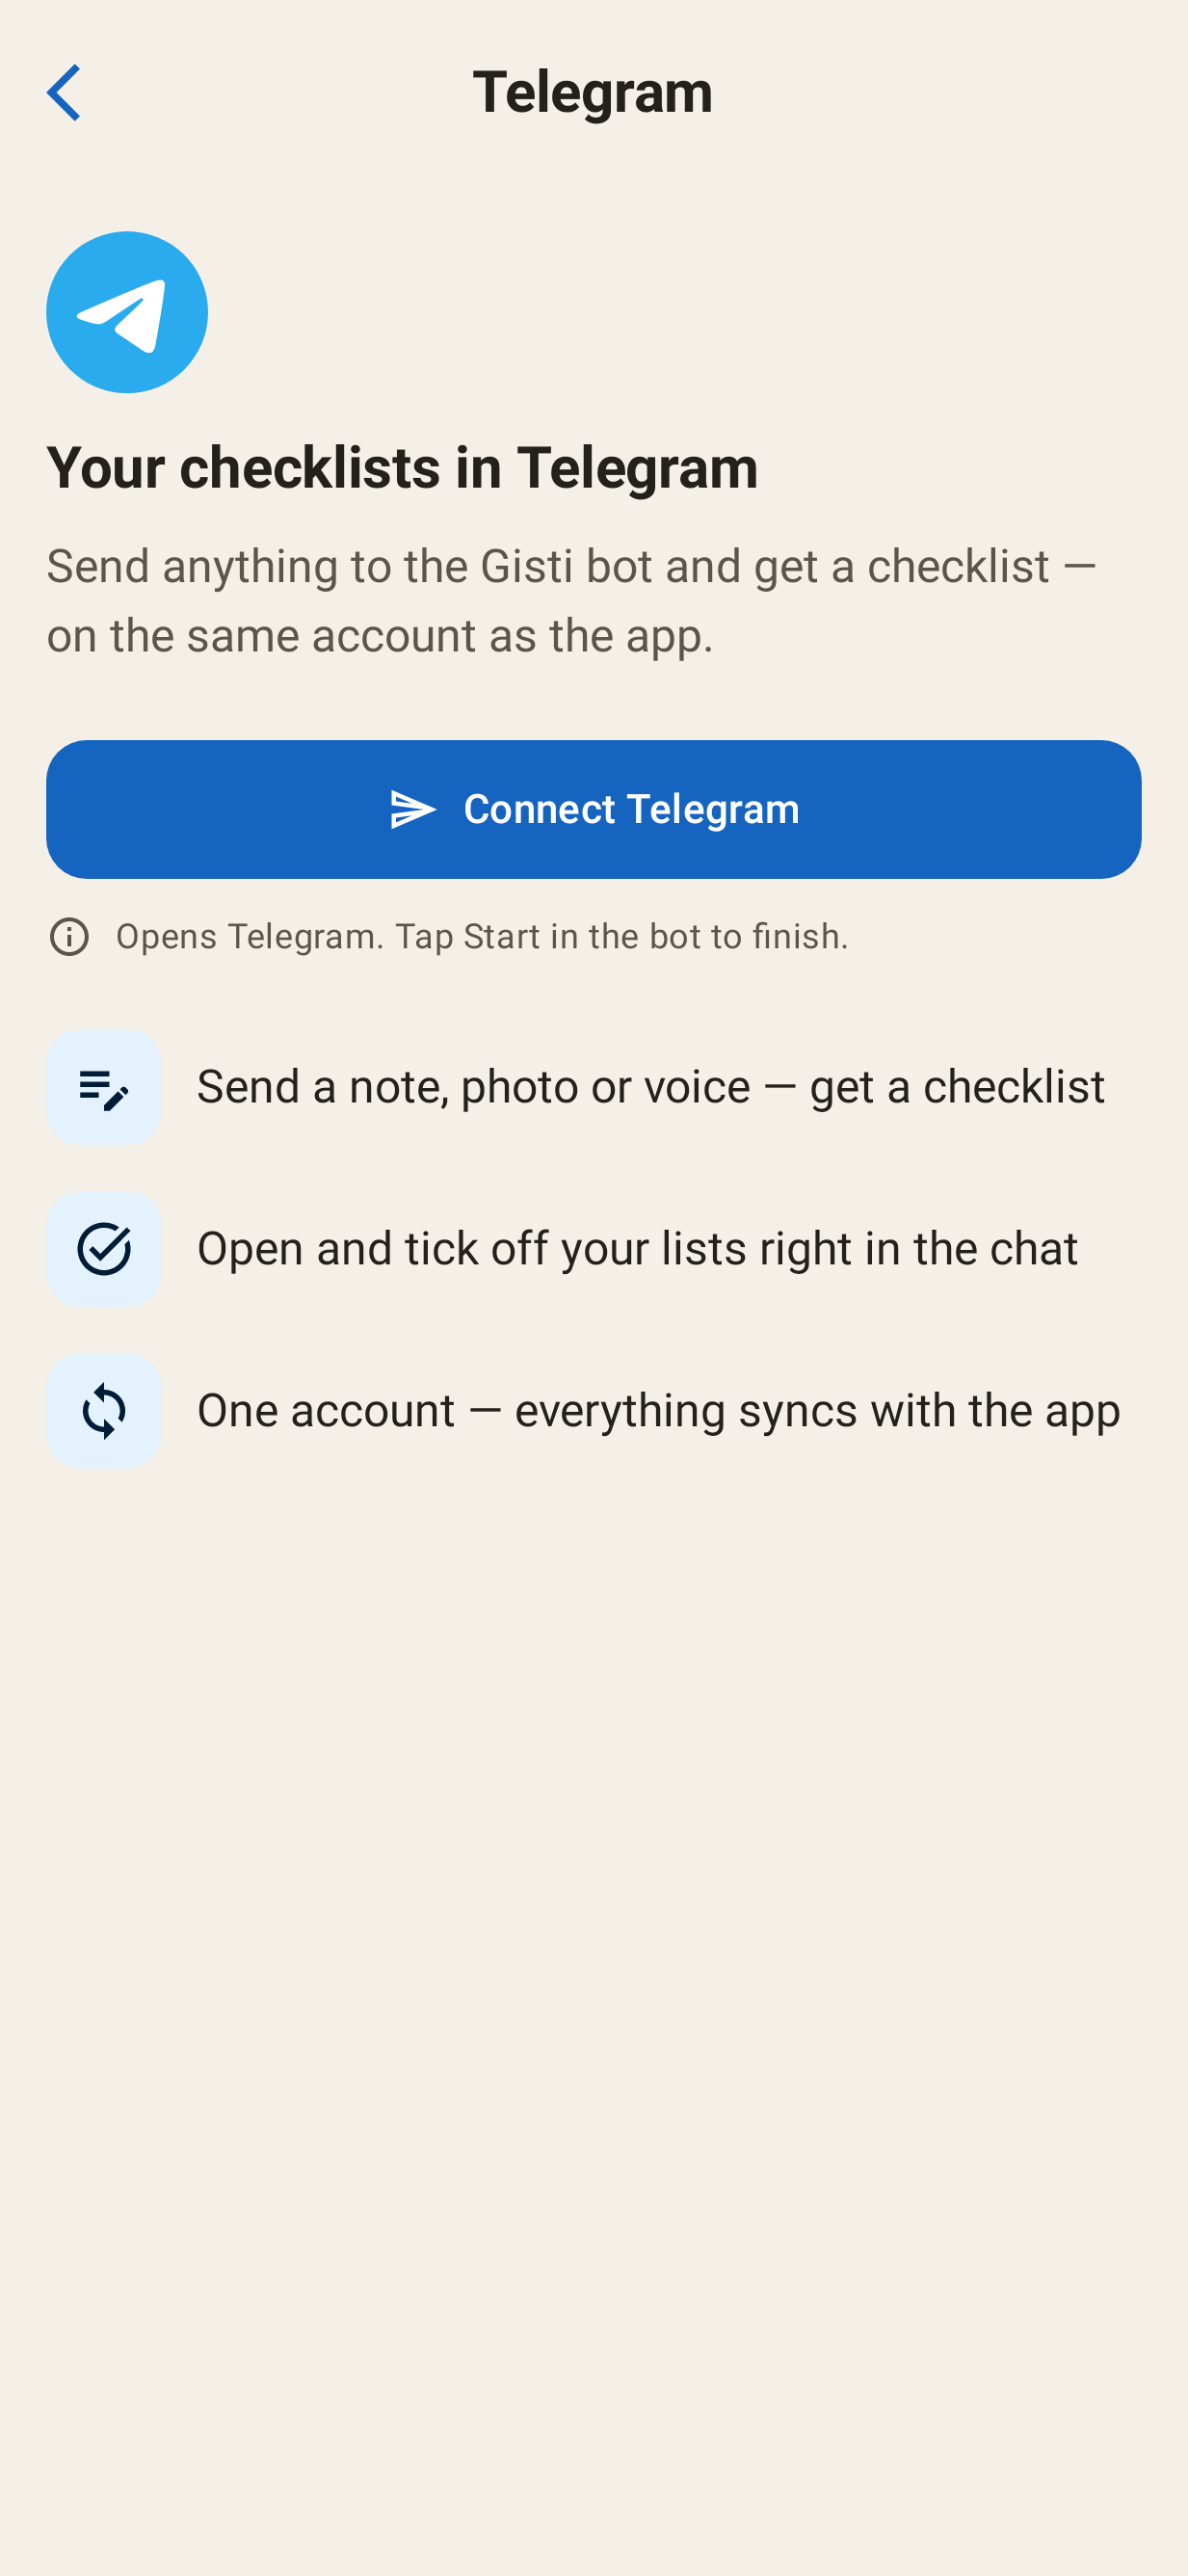 Telegram
Your checklists in Telegram
Send anything to the Gisti bot and get a checklist —
on the same account as the app.
Connect Telegram
Opens Telegram. Tap Start in the bot to finish.
Send a note, photo or voice — get a checklist
Open and tick off your lists right in the chat
One account — everything syncs with the app